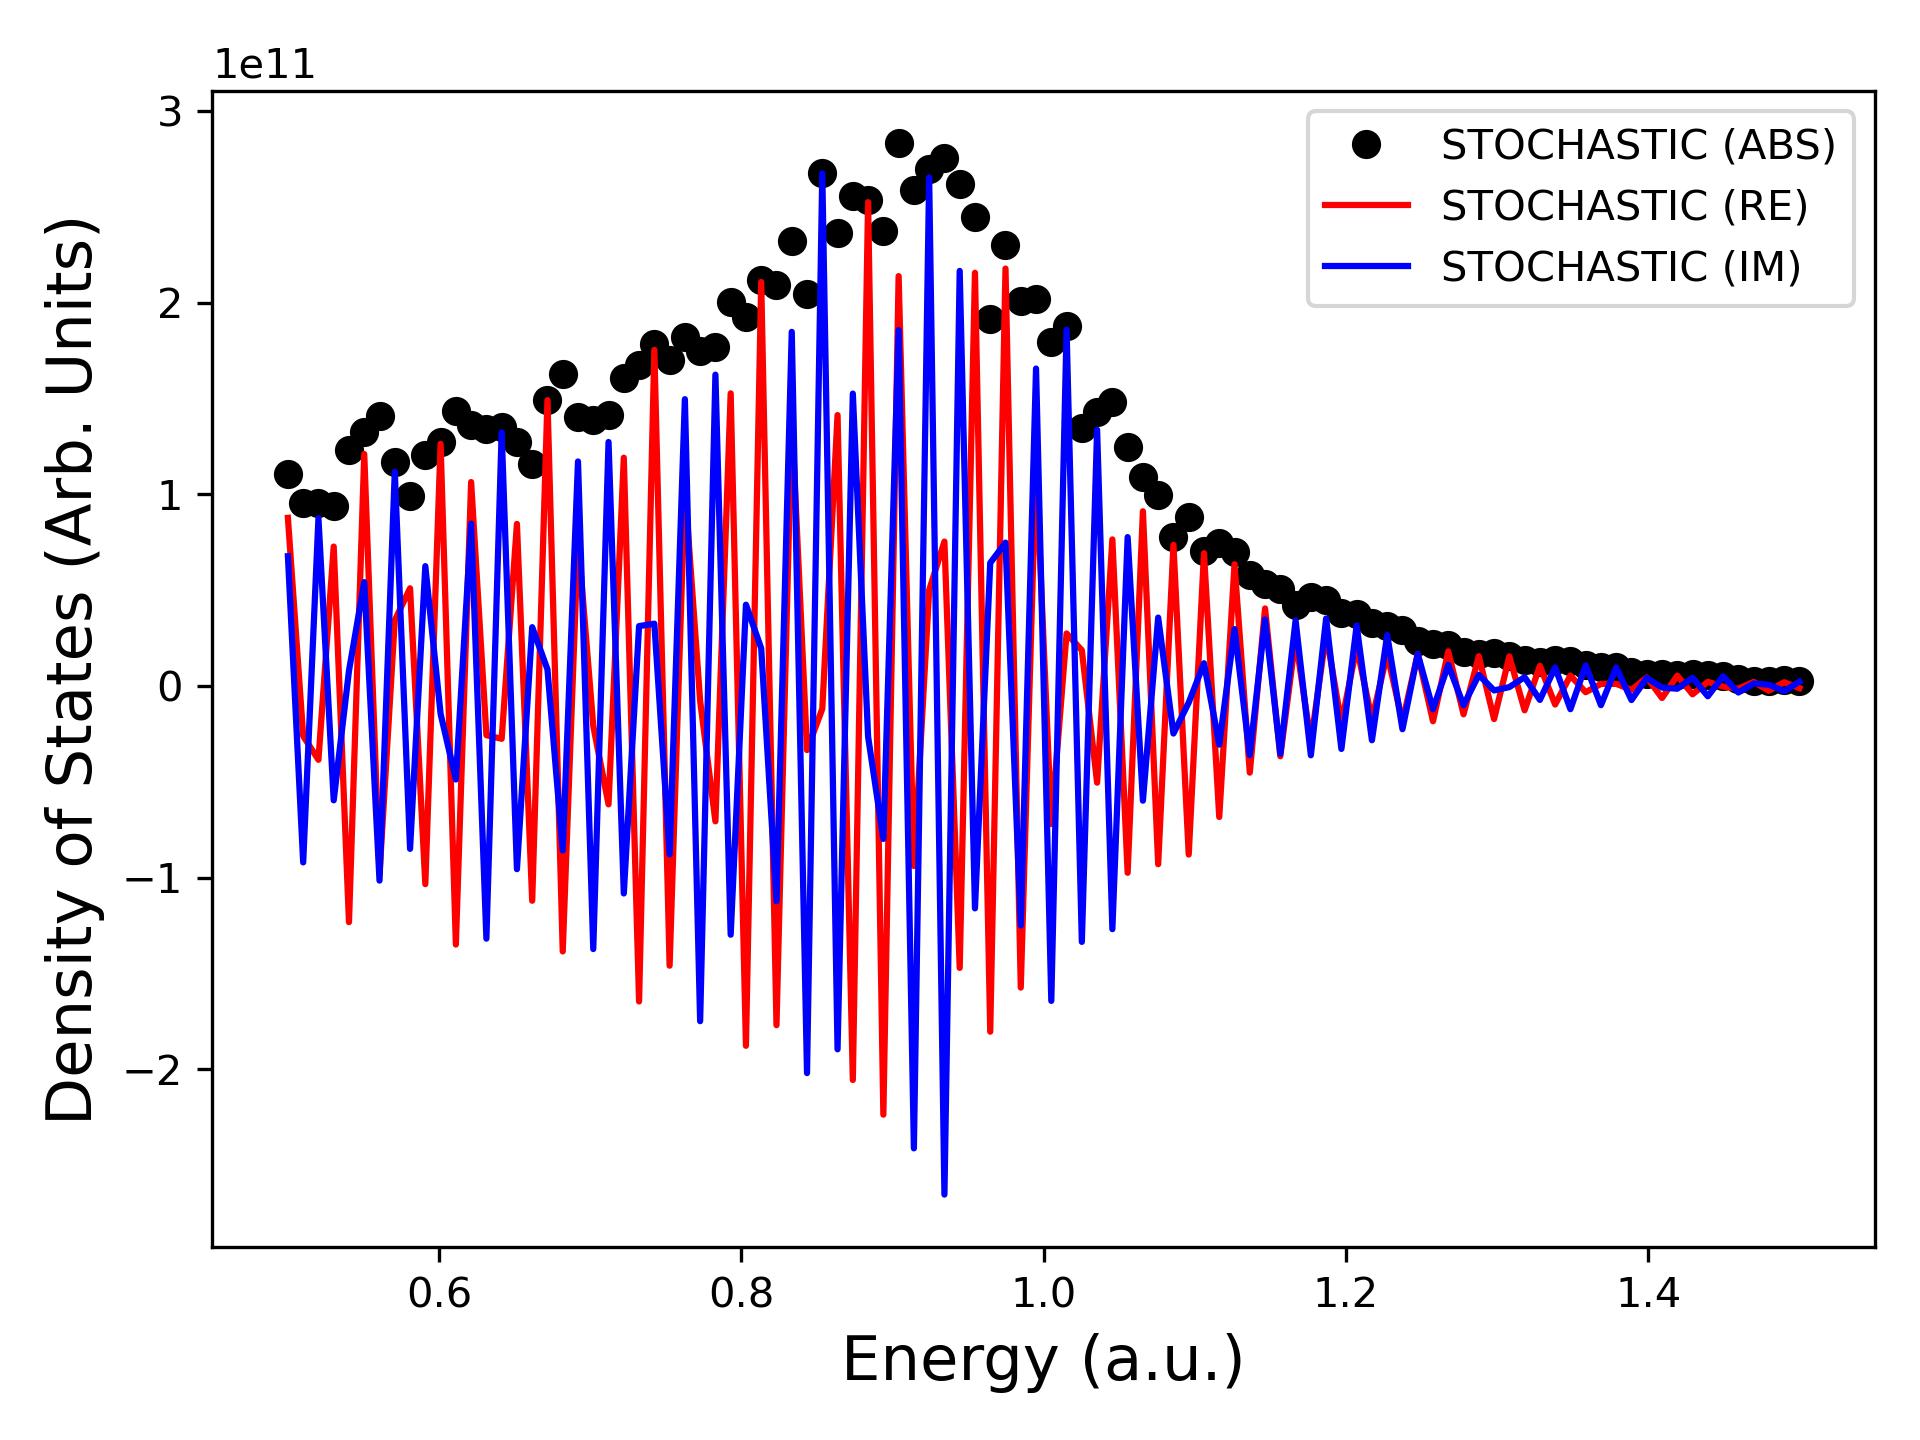 1e11
3
2
1
0
−1
−2
Density of States (Arb. Units)
STOCHASTIC (ABS)
STOCHASTIC (RE)
STOCHASTIC (IM)
0.6 0.8 1.0 1.2 1.4
Energy (a.u.)